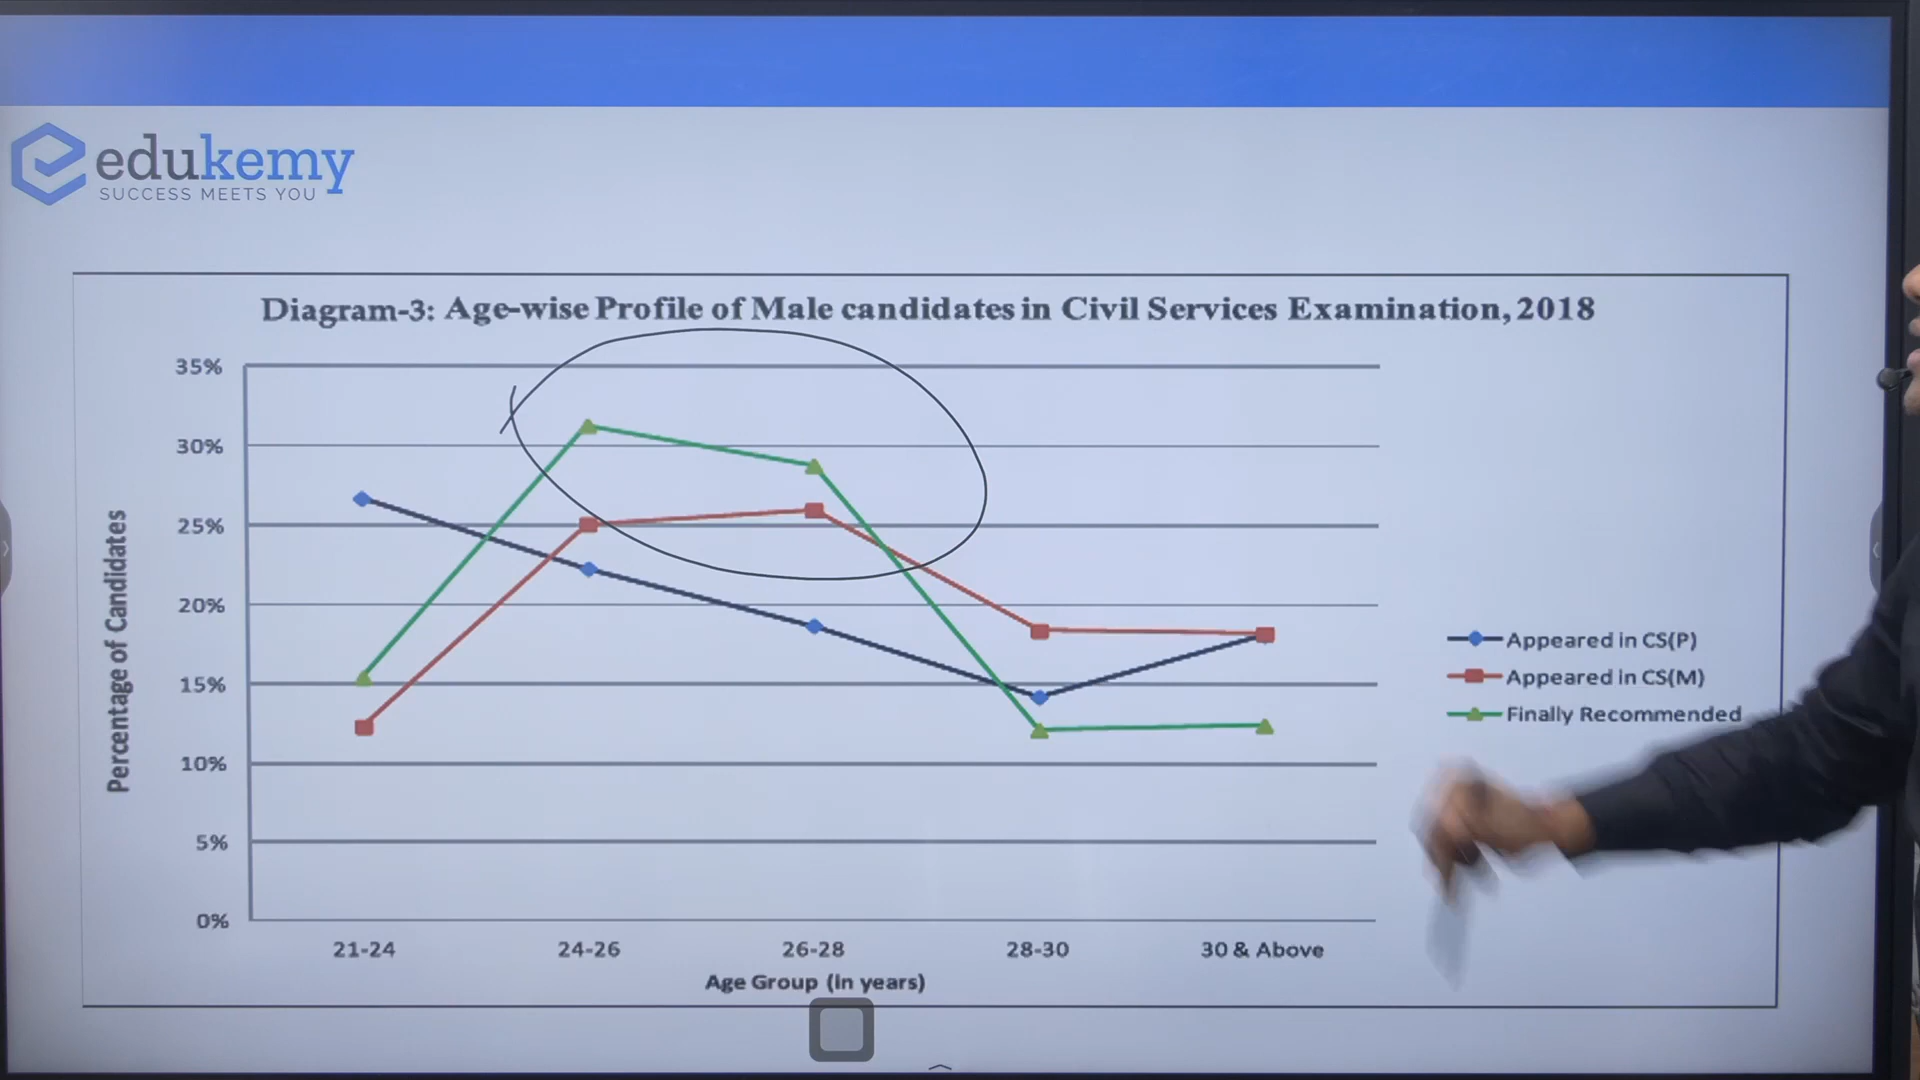 edukemy
SUCCESS MEETS YOU
Diagram-3: Age-wise Profile of Male candidates in Civil Services Examination, 2018
35%
30%
25%
20%
15%
10%
5%
0%
Percentage of Candidates
21-24
24-26
26-28
28-30
30 & Above
Age Group (In years)
Appeared in CS(P)
Appeared in CS(M)
Finally Recommended